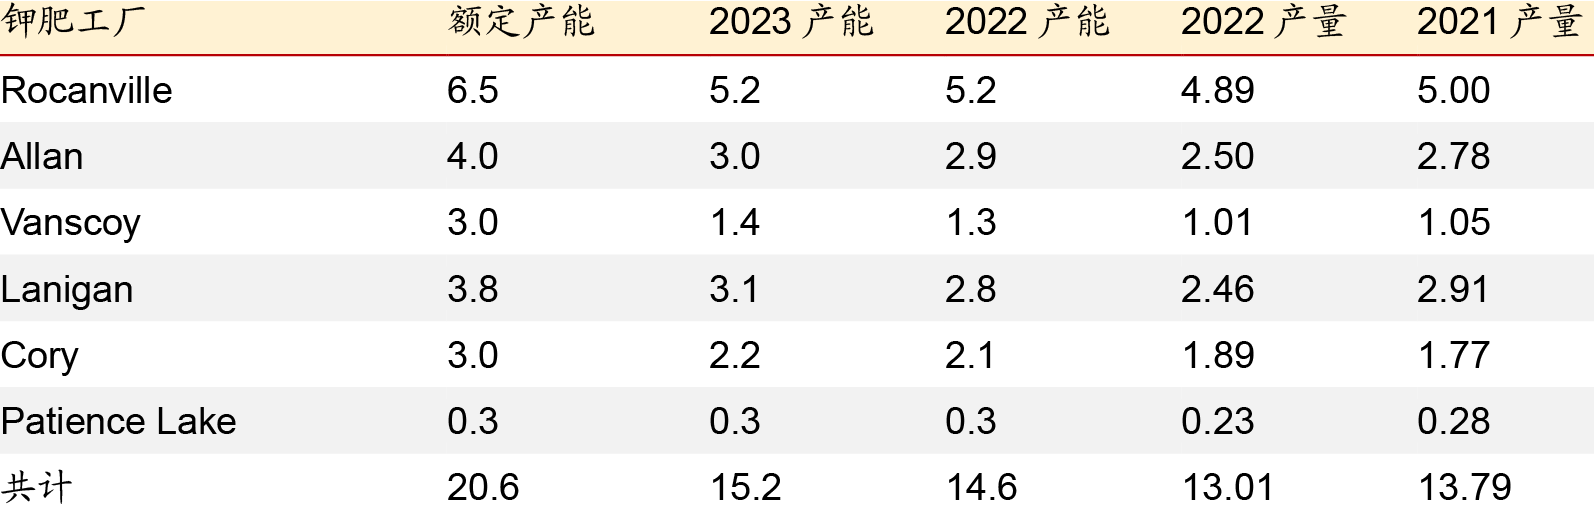 钾肥工厂 额定产能 2023 产能 2022 产能 2022 产量 2021 产量
Rocanville 6.5 5.2 5.2 4.89 5.00
Allan 4.0 3.0 2.9 2.50 2.78
Vanscoy 3.0 1.4 1.3 1.01 1.05
Lanigan 3.8 3.1 2.8 2.46 2.91
Cory 3.0 2.2 2.1 1.89 1.77
Patience Lake 0.3 0.3 0.3 0.23 0.28
共计 20.6 15.2 14.6 13.01 13.79